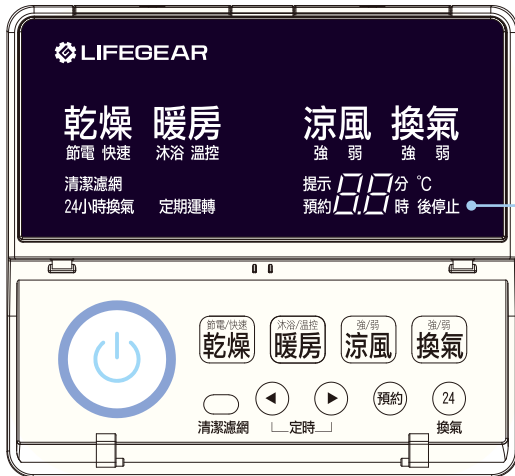 LIFEGEAR
乾燥 暖房 涼風 換氣
節電 快速 沐浴 溫控 強 弱 強 弱
清潔濾網 提示 8.8 分 °C
24小時換氣 定期運轉 預約 時 後停止
節電/快速 沐浴/溫控 強/弱 強/弱
乾燥 暖房 涼風 換氣
預約 24
清潔濾網 定時 換氣